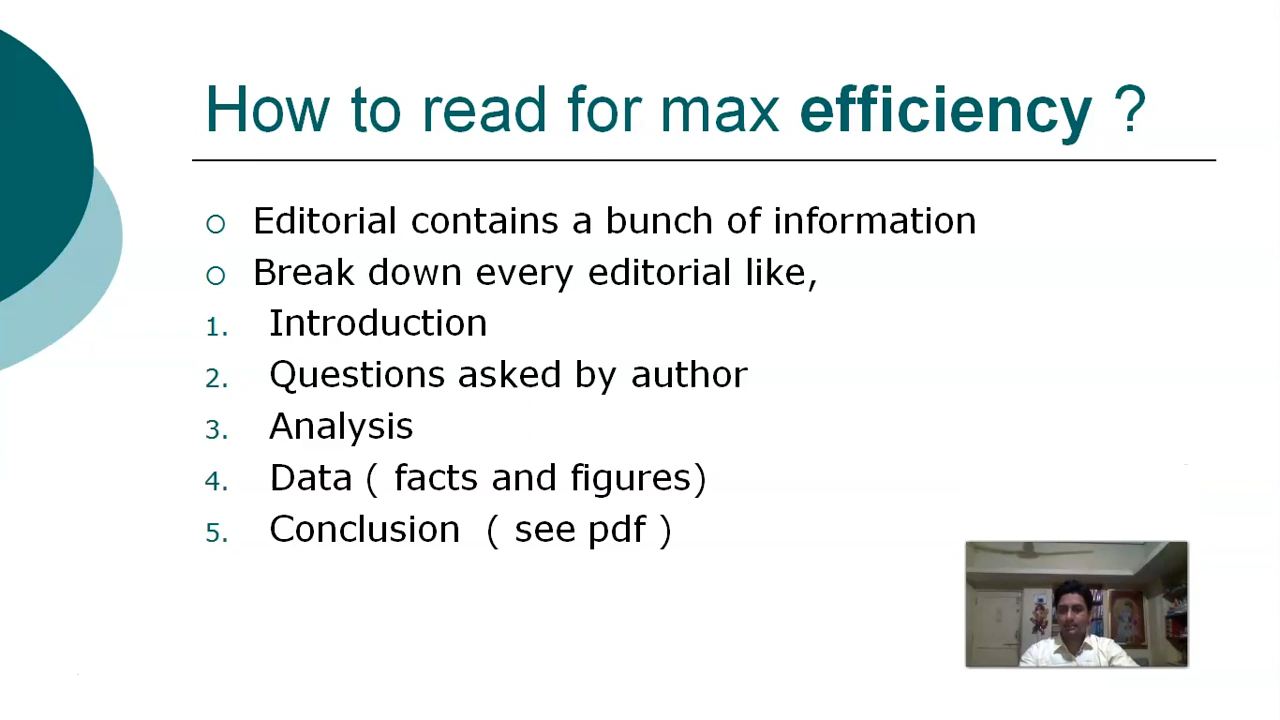 How to read for max efficiency ?
Editorial contains a bunch of information
Break down every editorial like,
1. Introduction
2. Questions asked by author
3. Analysis
4. Data ( facts and figures)
5. Conclusion ( see pdf )